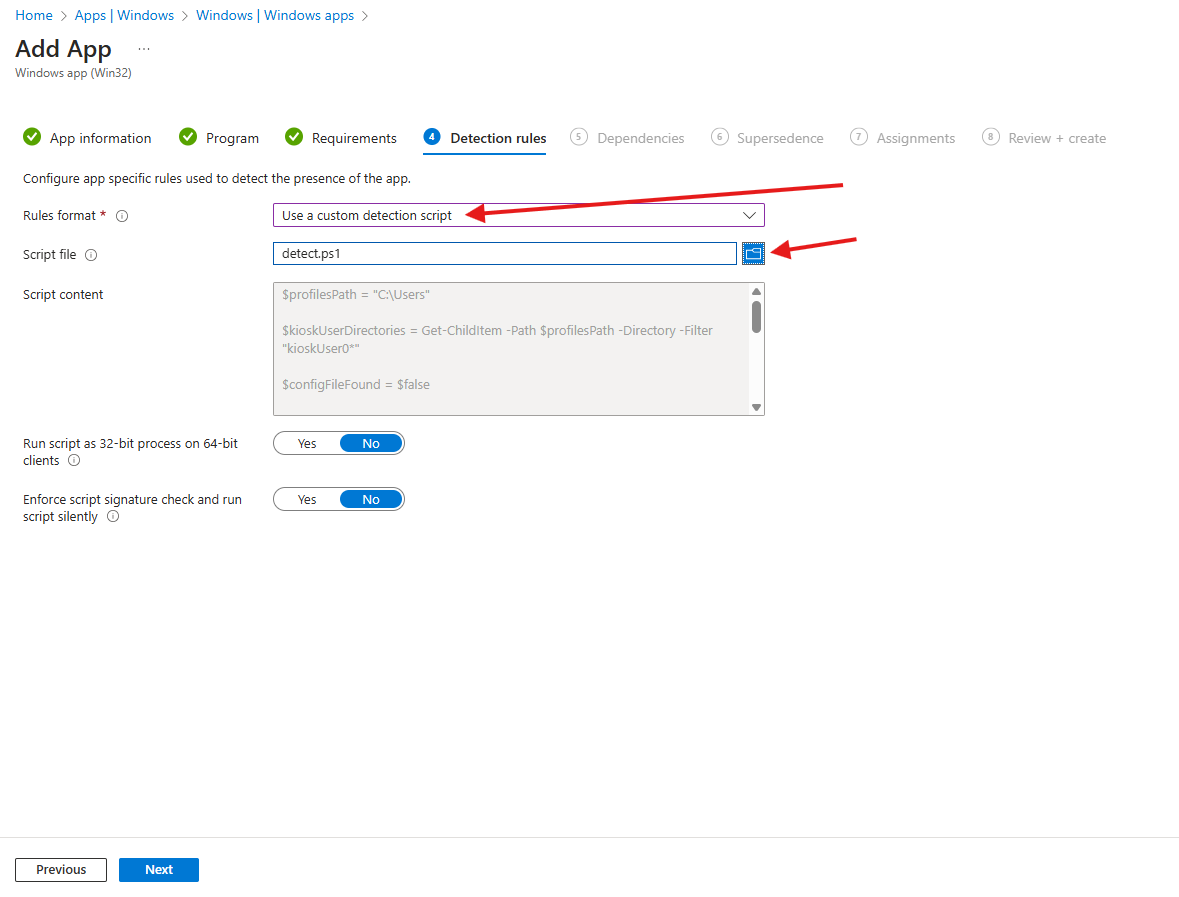 Home > Apps | Windows > Windows | Windows apps >
Add App ...
Windows app (Win32)
App information Program Requirements 4 Detection rules 5 Dependencies 6 Supersedence 7 Assignments 8 Review + create
Configure app specific rules used to detect the presence of the app.
Rules format *
Use a custom detection script
Script file
detect.ps1
Script content
$profilesPath = "C:\Users"
$kioskUserDirectories = Get-ChildItem -Path $profilesPath -Directory -Filter
"kioskUser0*"
$configFileFound = $false
Run script as 32-bit process on 64-bit
clients
Yes No
Enforce script signature check and run
script silently
Yes No
Previous Next